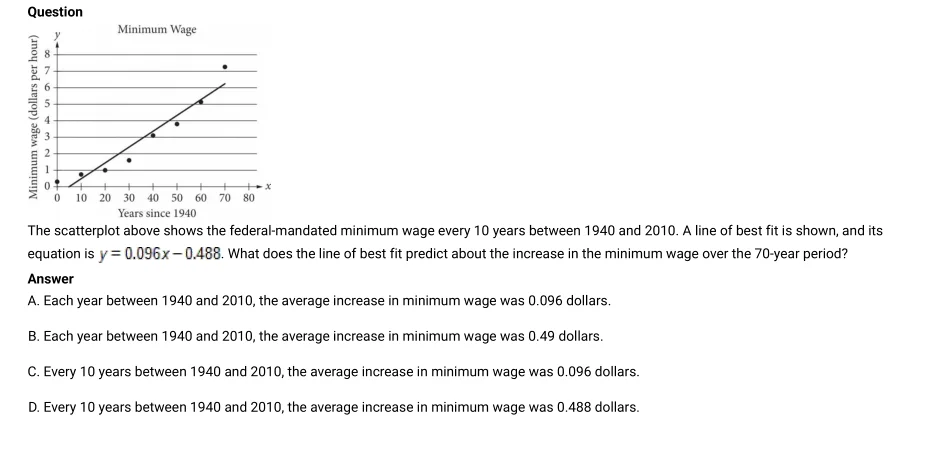 Question
Minimum Wage
y
Minimum wage (dollars per hour)
8
7
6
5
4
3
2
1
0
x
0 10 20 30 40 50 60 70 80
Years since 1940
The scatterplot above shows the federal-mandated minimum wage every 10 years between 1940 and 2010. A line of best fit is shown, and its
equation is y = 0.096x − 0.488. What does the line of best fit predict about the increase in the minimum wage over the 70-year period?
Answer
A. Each year between 1940 and 2010, the average increase in minimum wage was 0.096 dollars.
B. Each year between 1940 and 2010, the average increase in minimum wage was 0.49 dollars.
C. Every 10 years between 1940 and 2010, the average increase in minimum wage was 0.096 dollars.
D. Every 10 years between 1940 and 2010, the average increase in minimum wage was 0.488 dollars.